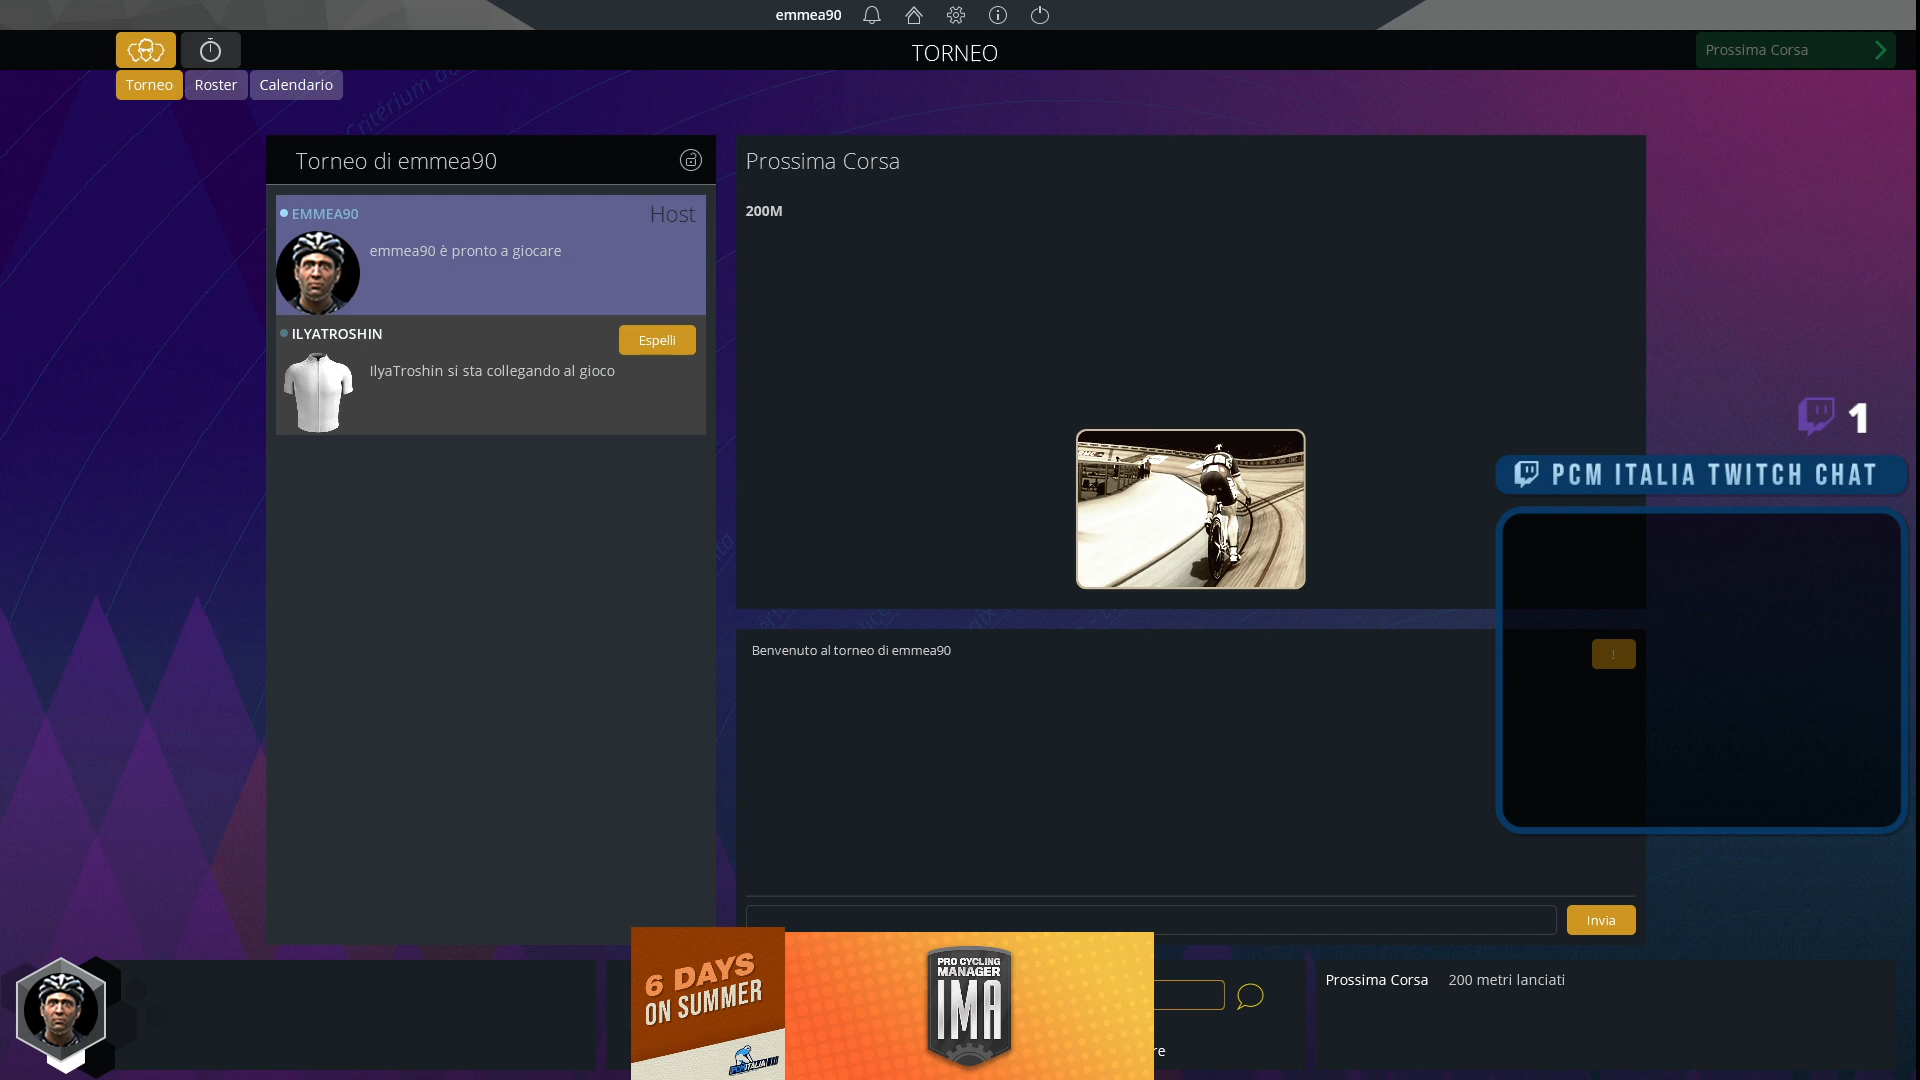 emmea90
TORNEO
Prossima Corsa
Torneo
Roster
Calendario
Torneo di emmea90
Prossima Corsa
EMMEA90
Host
200M
emmea90 è pronto a giocare
ILYATROSHIN
Espelli
IlyaTroshin si sta collegando al gioco
1
PCM ITALIA TWITCH CHAT
Benvenuto al torneo di emmea90
!
Invia
6 DAYS
ON SUMMER
PCMITALIA
PRO CYCLING
MANAGER
IMA
re
Prossima Corsa 200 metri lanciati